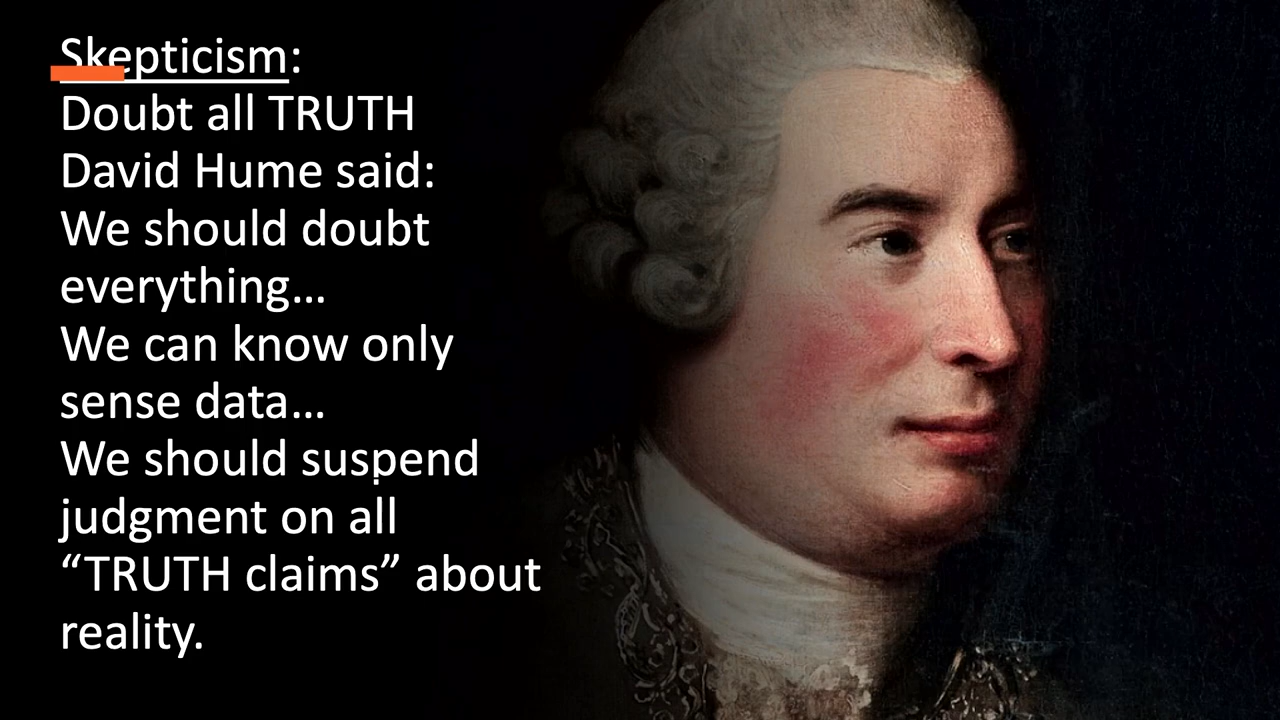 Skepticism:
Doubt all TRUTH
David Hume said:
We should doubt
everything…
We can know only
sense data…
We should suspend
judgment on all
“TRUTH claims” about
reality.